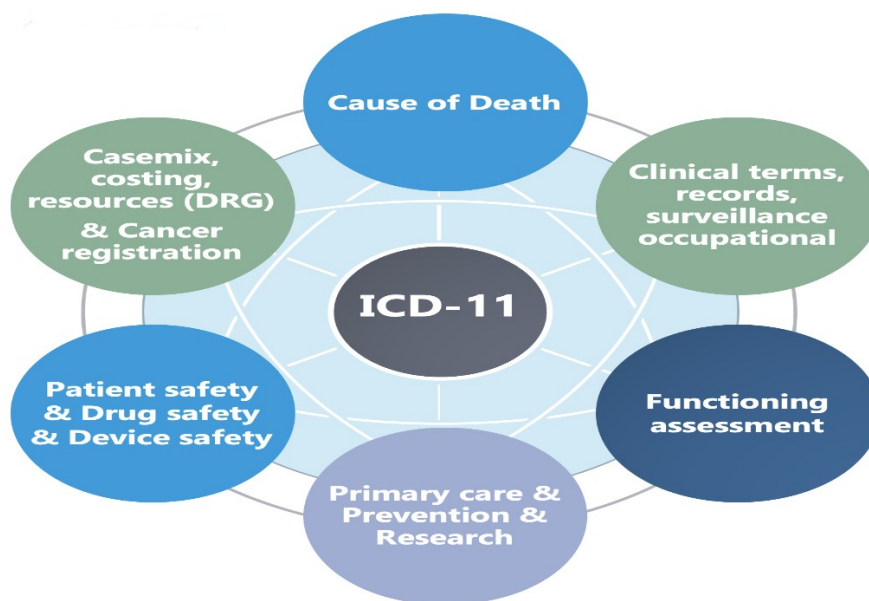 Cause of Death
Casemix,
costing,
resources (DRG)
& Cancer
registration
Clinical terms,
records,
surveillance
occupational
ICD-11
Patient safety
& Drug safety
& Device safety
Functioning
assessment
Primary care &
Prevention &
Research